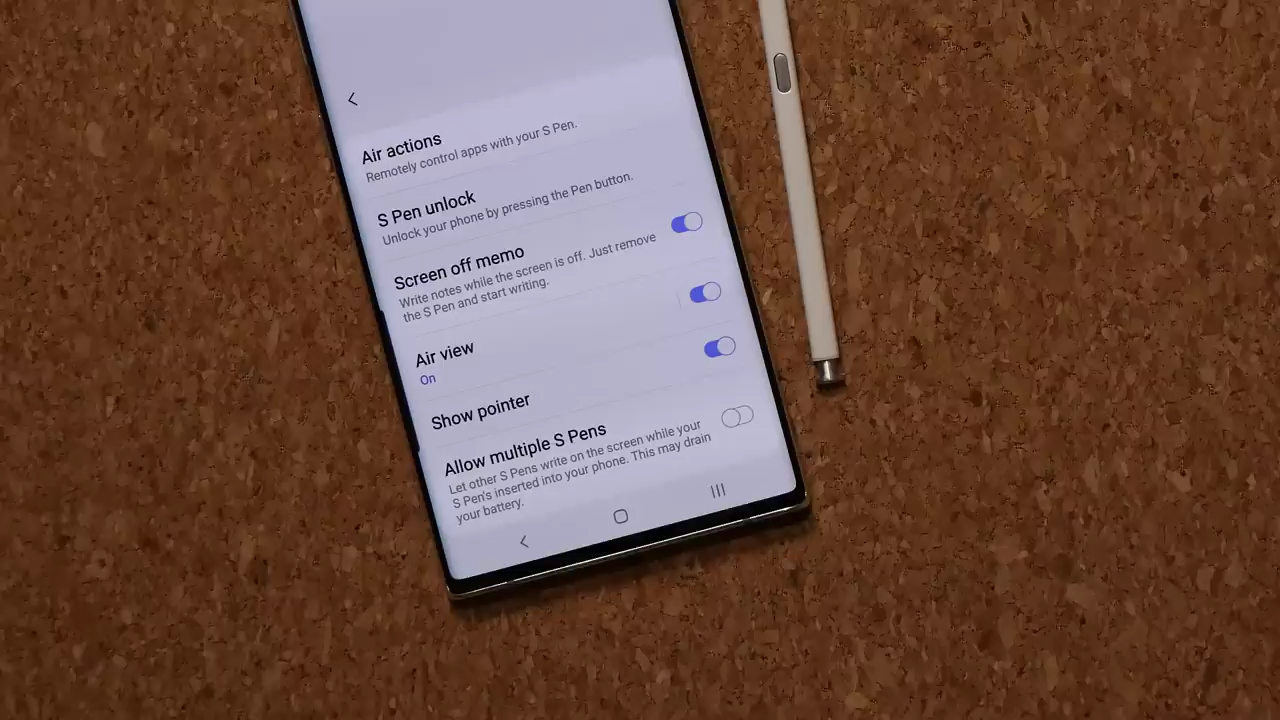 Air actions
Remotely control apps with your S Pen.
S Pen unlock
Unlock your phone by pressing the Pen button.
Screen off memo
Write notes while the screen is off. Just remove
the S Pen and start writing.
Air view
On
Show pointer
Allow multiple S Pens
Let other S Pens write on the screen while your
S Pen's inserted into your phone. This may drain
your battery.